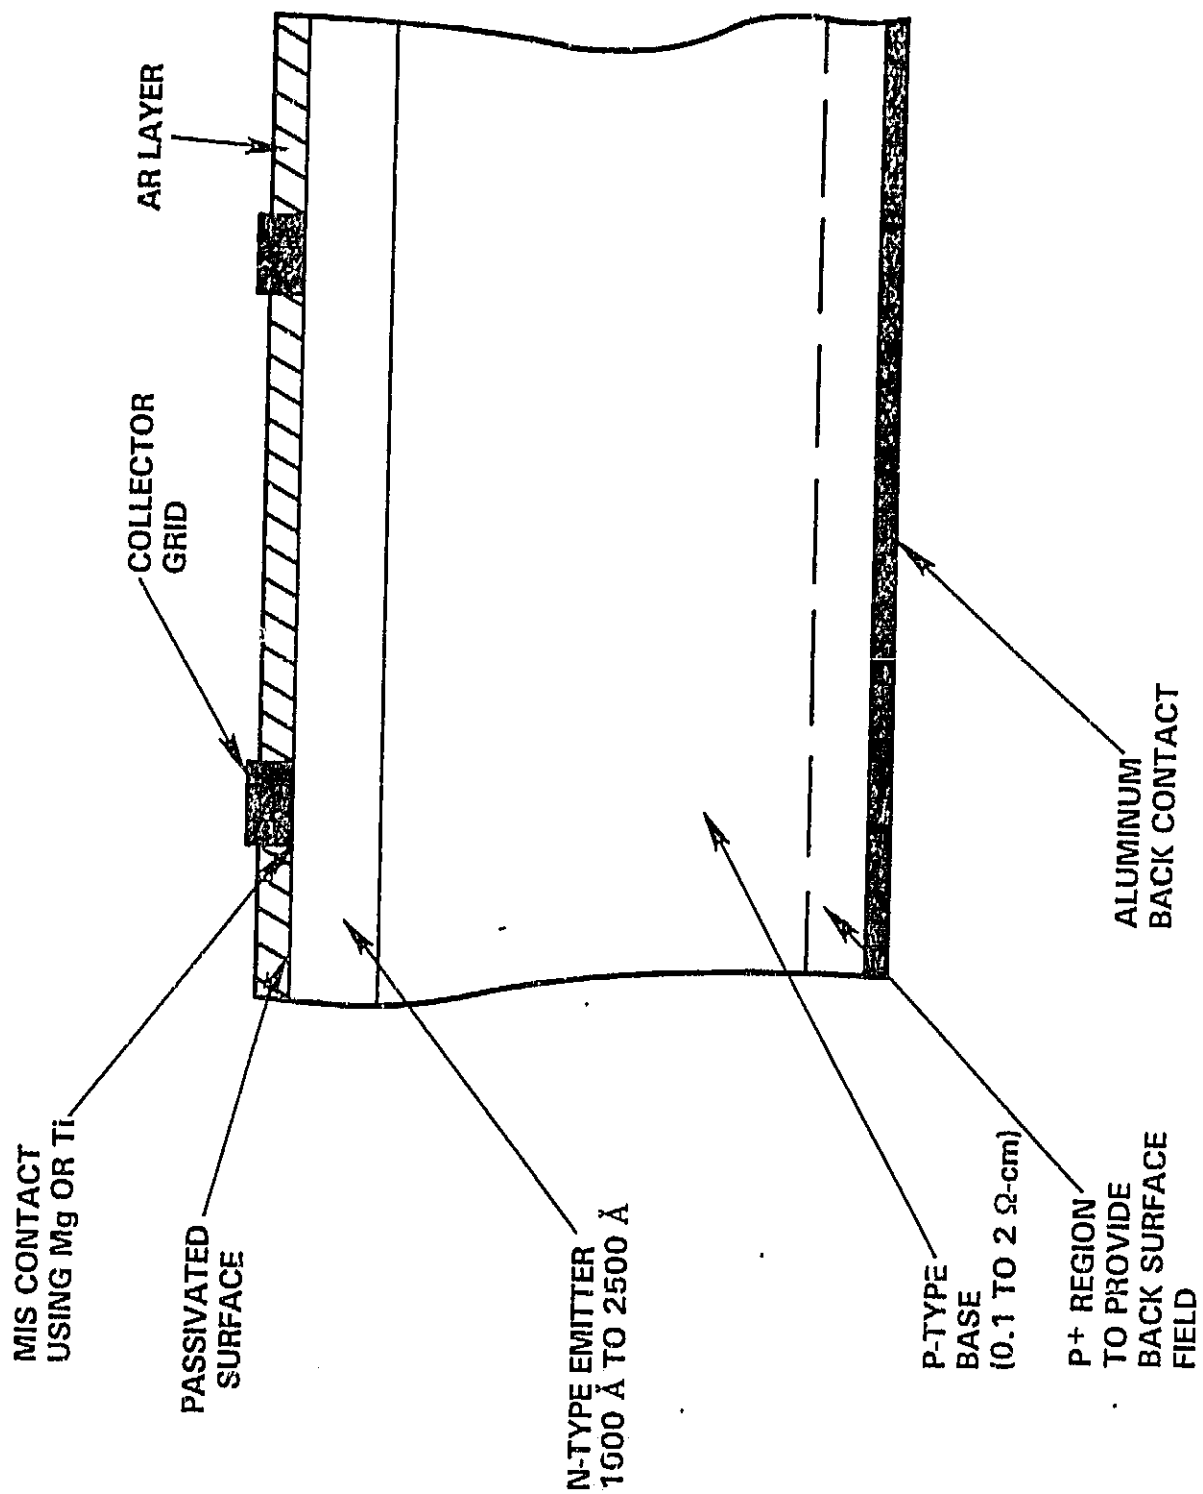 MIS CONTACT
USING Mg OR Ti
PASSIVATED
SURFACE
N-TYPE EMITTER
1000 Å TO 2500 Å
P-TYPE
BASE
(0.1 TO 2 Ω-cm)
P+ REGION
TO PROVIDE
BACK SURFACE
FIELD
COLLECTOR
GRID
AR LAYER
ALUMINUM
BACK CONTACT